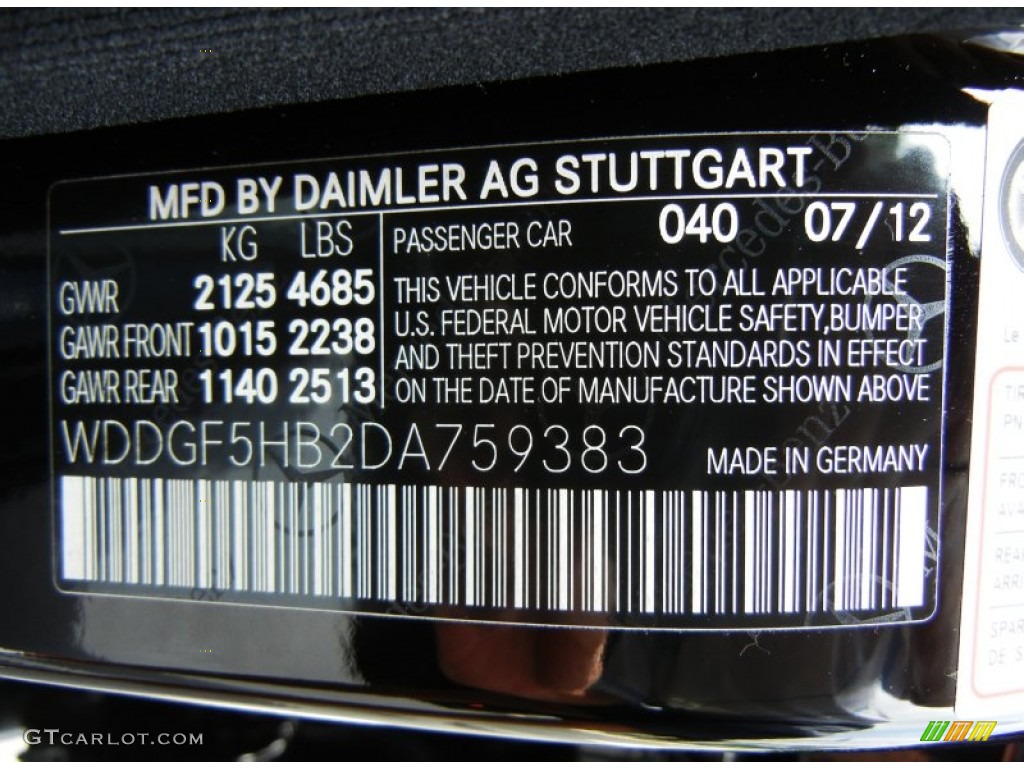 MFD BY DAIMLER AG STUTTGART
KG LBS
PASSENGER CAR 040 07/12
GVWR 2125 4685
GAWR FRONT 1015 2238
GAWR REAR 1140 2513
THIS VEHICLE CONFORMS TO ALL APPLICABLE
U.S. FEDERAL MOTOR VEHICLE SAFETY,BUMPER
AND THEFT PREVENTION STANDARDS IN EFFECT
ON THE DATE OF MANUFACTURE SHOWN ABOVE
WDDGF5HB2DA759383
MADE IN GERMANY
Le
GTCARLOT.COM